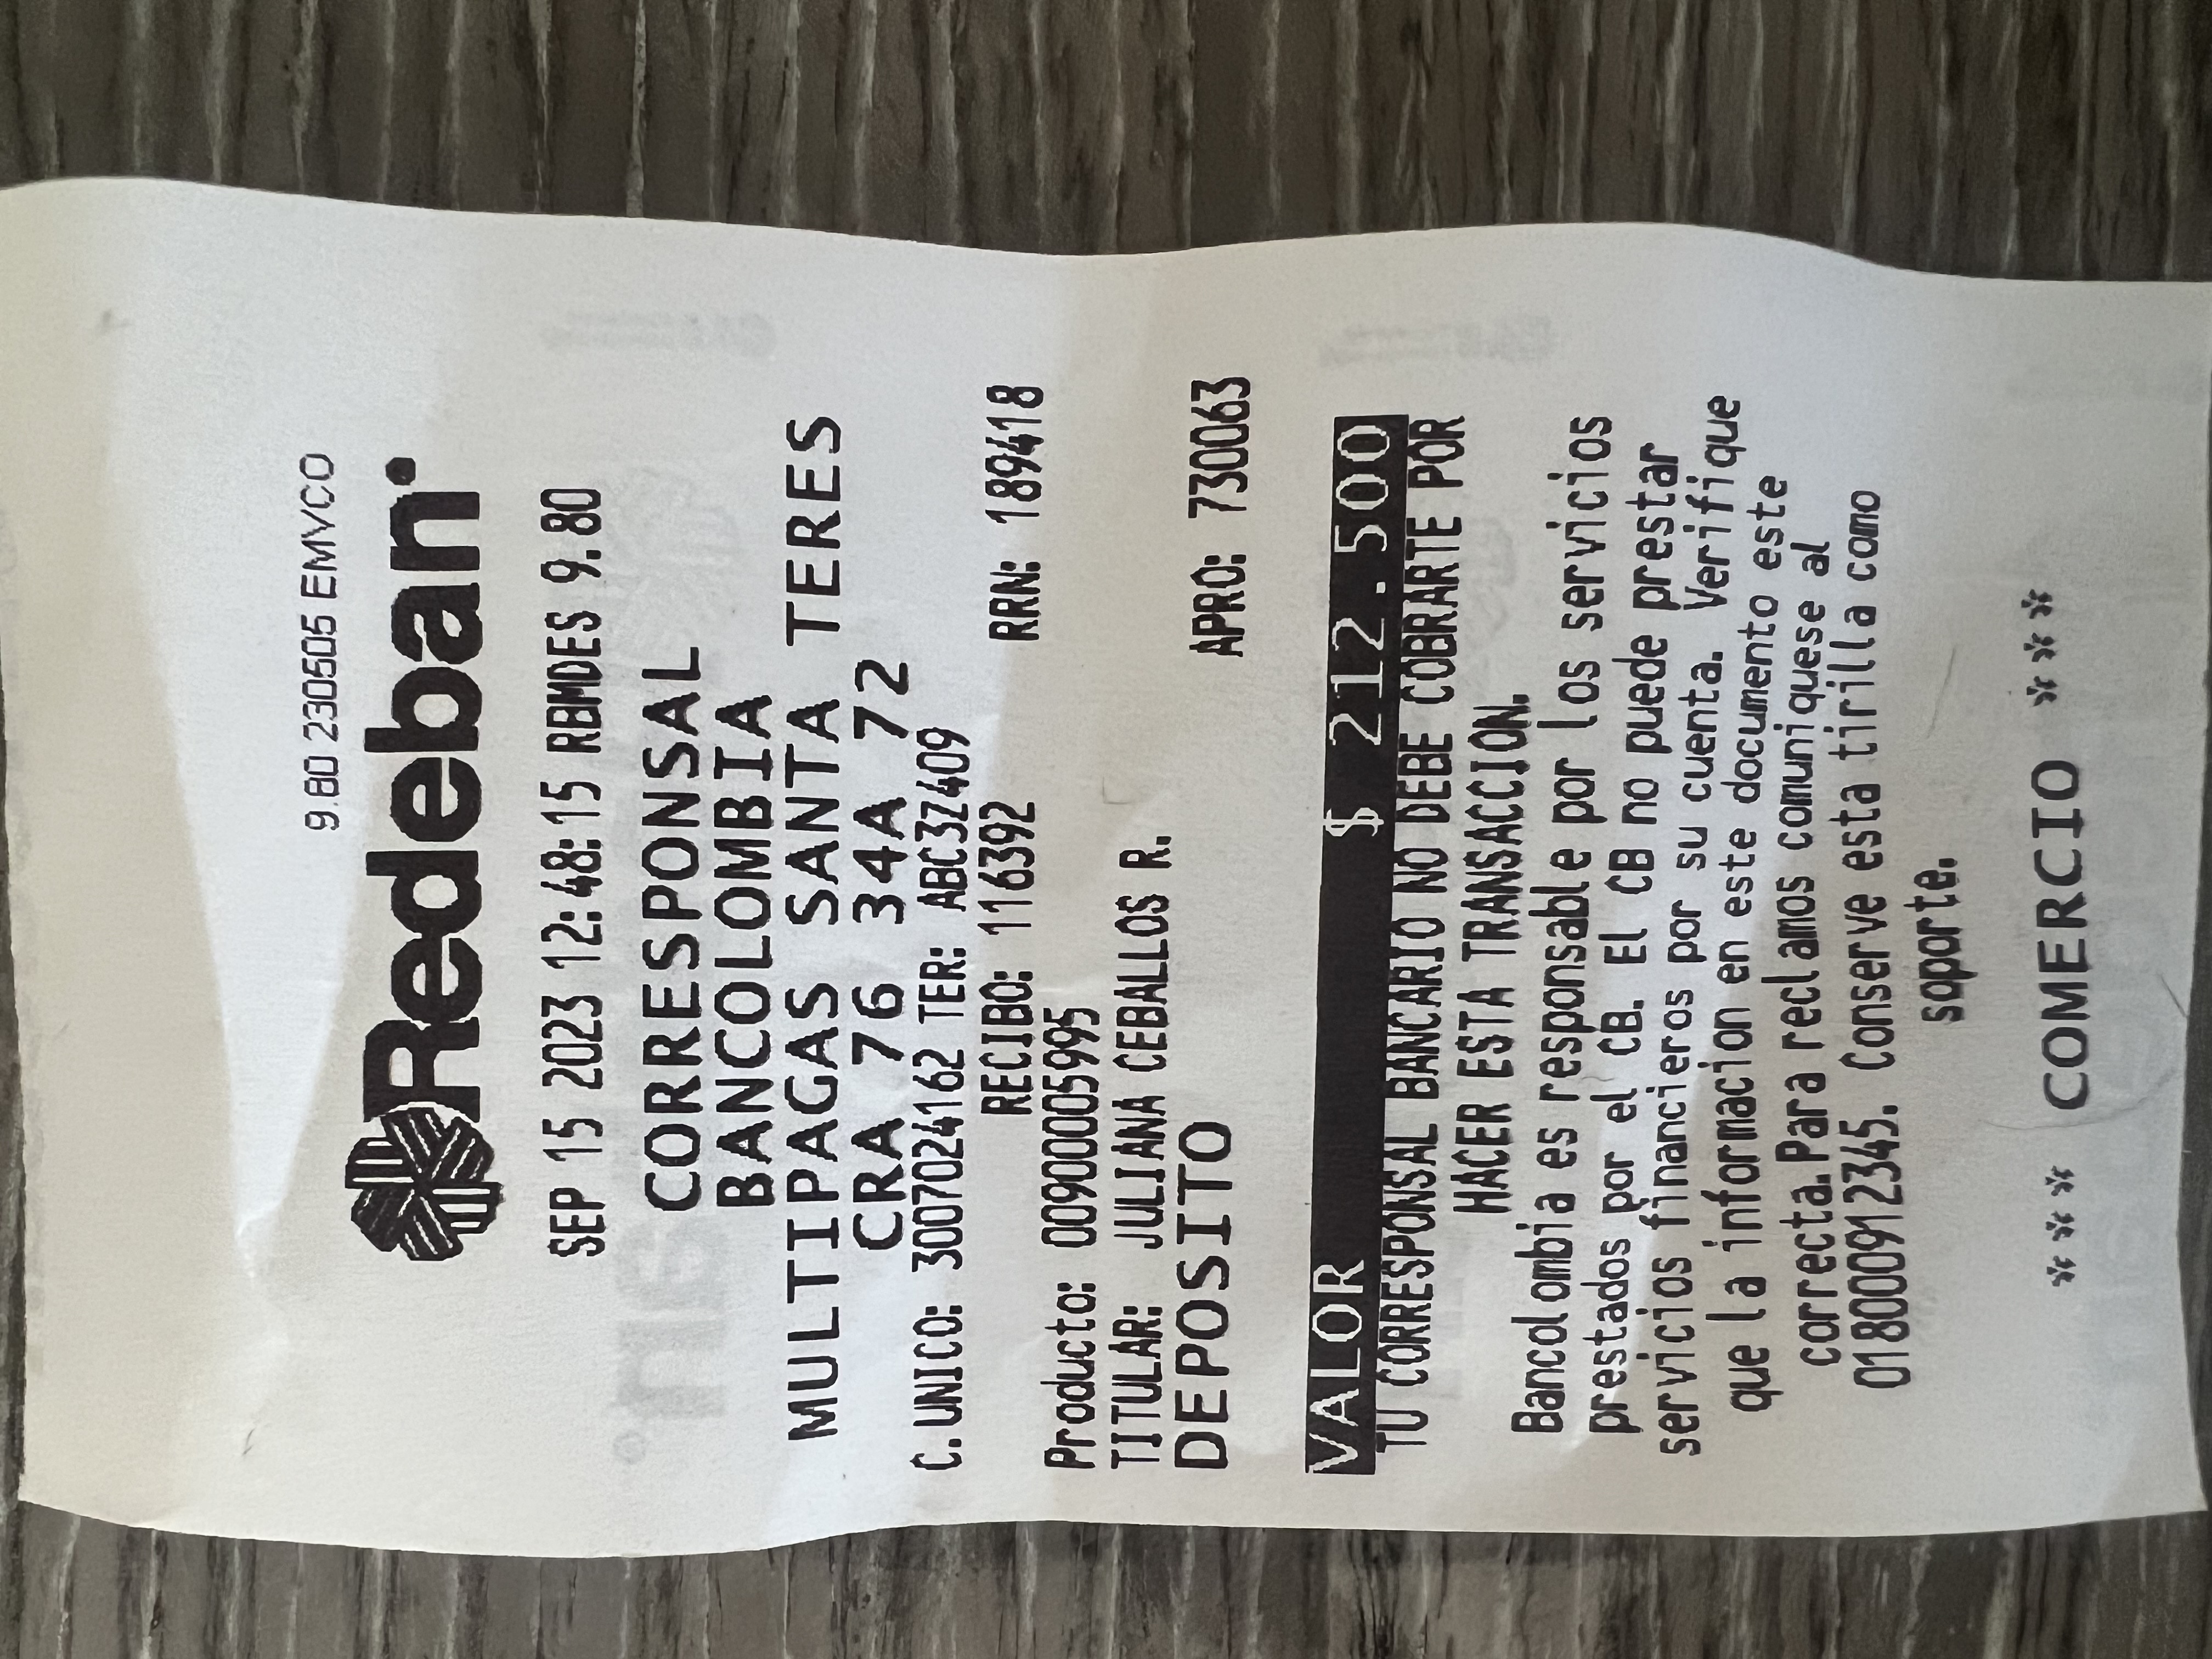 9.80 230505 EMVCO
Redeban
SEP 15 2023 12:48:15 RBMDES 9.80
CORRESPONSAL
BANCOLOMBIA
MULTIPAGAS SANTA TERES
CRA 76 34A 72
C.UNICO: 3007024162 TER: ABC3Z409
RECIBO: 116392 RRN: 189418
Producto: 00900005995
TITULAR: JULIANA CEBALLOS R.
DEPOSITO APRO: 730063
VALOR $ 212.500
TU CORRESPONSAL BANCARIO NO DEBE COBRARTE POR
HACER ESTA TRANSACCION.
Bancolombia es responsable por los servicios
prestados por el CB. El CB no puede prestar
servicios financieros por su cuenta. Verifique
que la informacion en este documento este
correcta.Para reclamos comuniquese al
018000912345. Conserve esta tirilla como
soporte.
*** COMERCIO ***